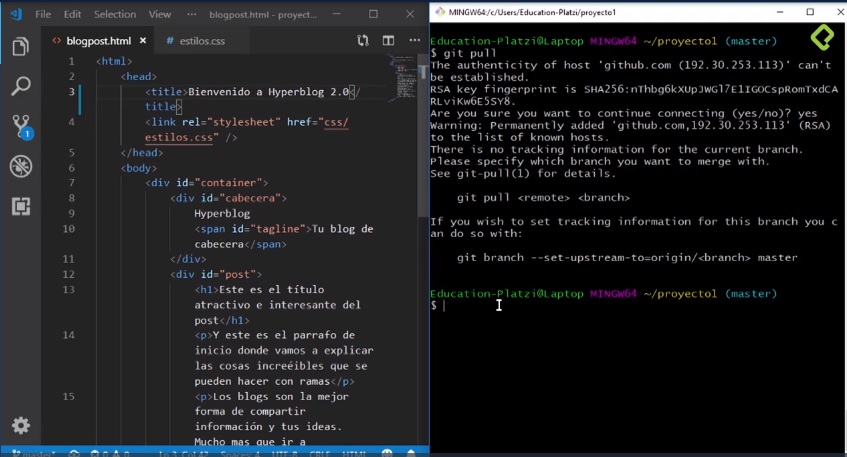 File Edit Selection View ··· blogpost.html - proyect...
blogpost.html × # estilos.css ···
1 <html>
2 <head>
3 <title>Bienvenido a Hyperblog 2.0</
title>
4 <link rel="stylesheet" href="css/
estilos.css" />
5 </head>
6 <body>
7 <div id="container">
8 <div id="cabecera">
9 Hyperblog
10 <span id="tagline">Tu blog de
cabecera</span>
11 </div>
12 <div id="post">
13 <h1>Este es el título
atractivo e interesante del
post</h1>
14 <p>Y este es el parrafo de
inicio donde vamos a explicar
las cosas increéibles que se
pueden hacer con ramas</p>
15 <p>Los blogs son la mejor
forma de compartir
información y tus ideas.
Mucho mas que ir a
1
MINGW64:/c/Users/Education-Platzi/proyecto1
Education-Platzi@Laptop MINGW64 ~/proyecto1 (master)
$ git pull
The authenticity of host 'github.com (192.30.253.113)' can't
be established.
RSA key fingerprint is SHA256:nThbg6kXUpJWGl7E1IGOCspRomTxdCA
RLviKw6E5SY8.
Are you sure you want to continue connecting (yes/no)? yes
Warning: Permanently added 'github.com,192.30.253.113' (RSA)
to the list of known hosts.
There is no tracking information for the current branch.
Please specify which branch you want to merge with.
See git-pull(1) for details.
git pull <remote> <branch>
If you wish to set tracking information for this branch you c
an do so with:
git branch --set-upstream-to=origin/<branch> master
Education-Platzi@Laptop MINGW64 ~/proyecto1 (master)
$